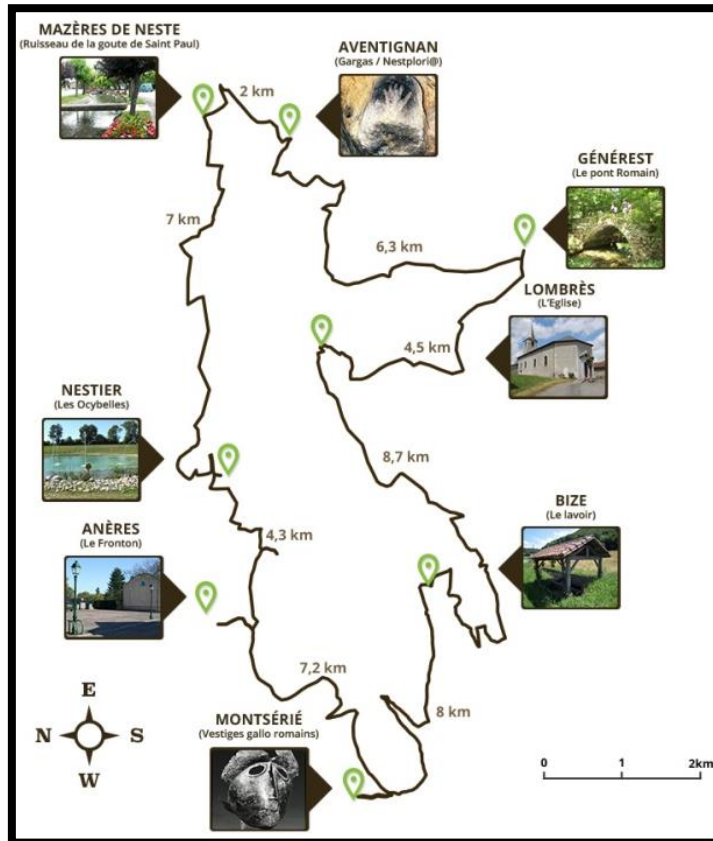 MAZÈRES DE NESTE
(Ruisseau de la goute de Saint Paul)
2 km
AVENTIGNAN
(Gargas / Nestplori@)
GÉNÉREST
(Le pont Romain)
7 km
6,3 km
LOMBRÈS
(L'Eglise)
4,5 km
NESTIER
(Les Ocybelles)
8,7 km
BIZE
(Le lavoir)
ANÈRES
(Le Fronton)
4,3 km
7,2 km
E
N S
W
MONTSÉRIÉ
(Vestiges gallo romains)
8 km
0 1 2km